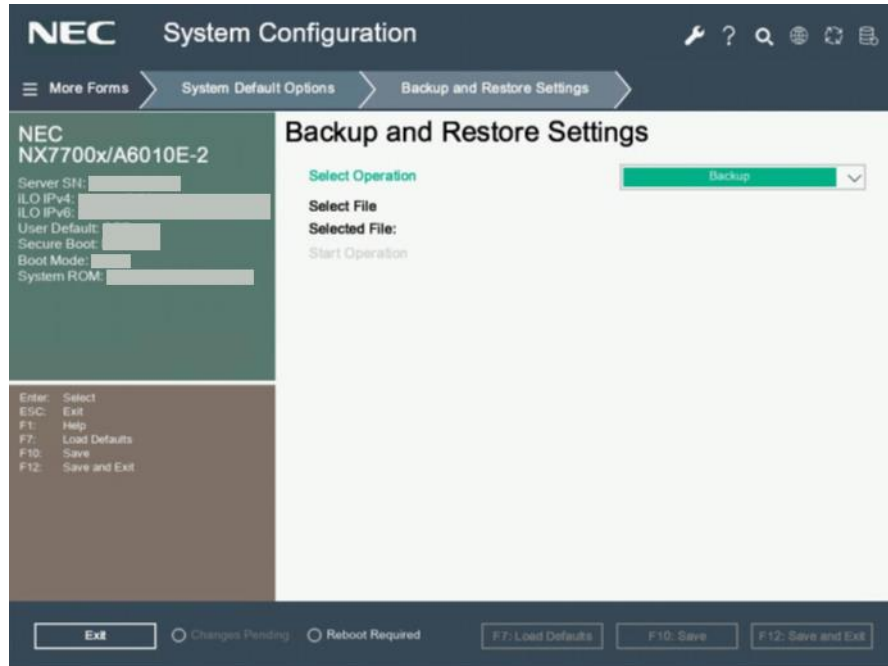 NEC System Configuration
More Forms System Default Options Backup and Restore Settings
NEC
NX7700x/A6010E-2
Server SN:
iLO IPv4:
iLO IPv6:
User Default:
Secure Boot:
Boot Mode:
System ROM:
Enter: Select
ESC: Exit
F1: Help
F7: Load Defaults
F10: Save
F12: Save and Exit
Backup and Restore Settings
Select Operation Backup
Select File
Selected File:
Start Operation
Exit Changes Pending Reboot Required F7: Load Defaults F10: Save F12: Save and Exit